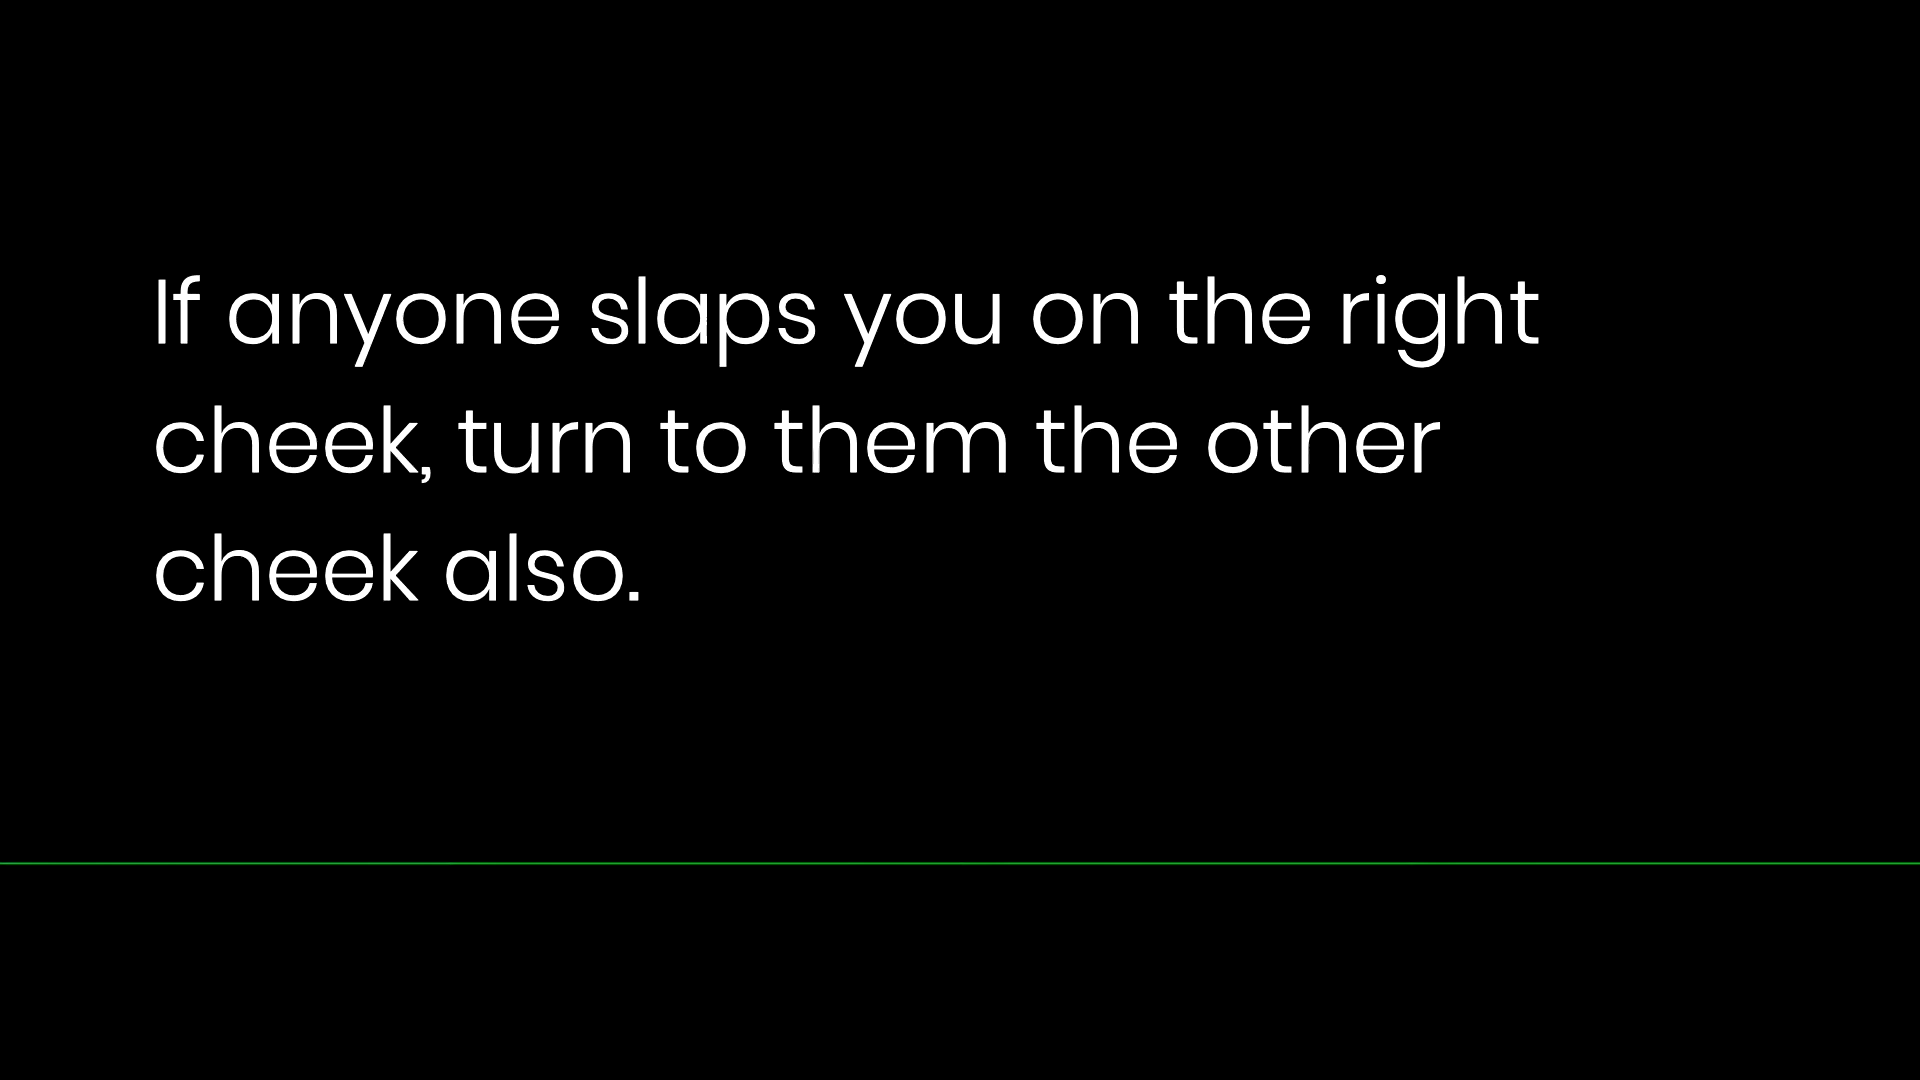 If anyone slaps you on the right
cheek, turn to them the other
cheek also.